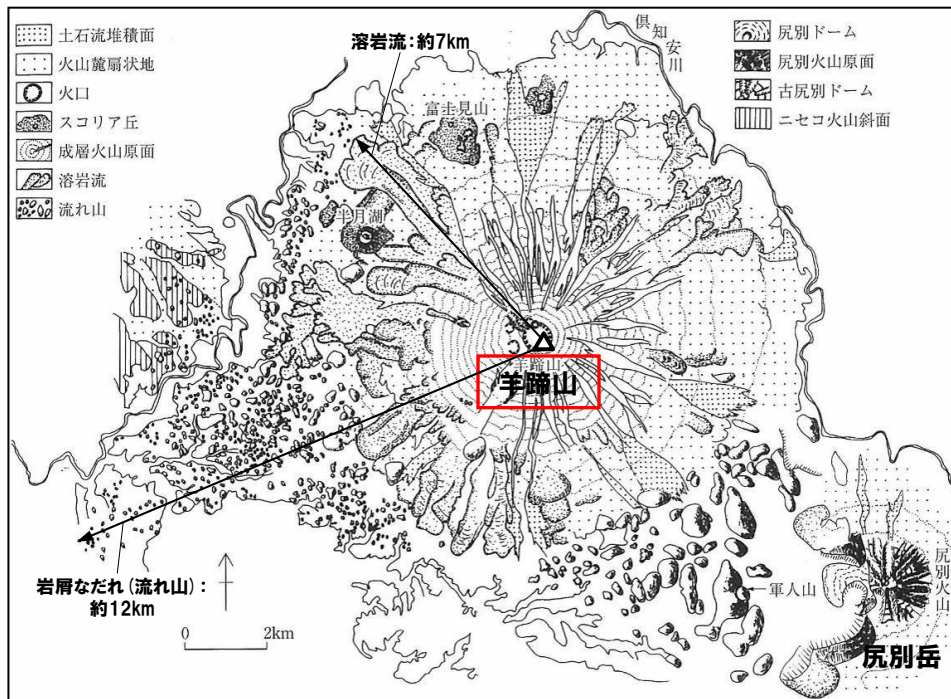 土石流堆積面
火山麓扇状地
火口
スコリア丘
成層火山原面
溶岩流
流れ山
溶岩流：約7km
倶知安川
富士見山
半月湖
尻別ドーム
尻別火山原面
古尻別ドーム
ニセコ火山斜面
羊蹄山
羊蹄山
岩屑なだれ（流れ山）：
約12km
0 2km
軍人山
尻別火山
尻別岳